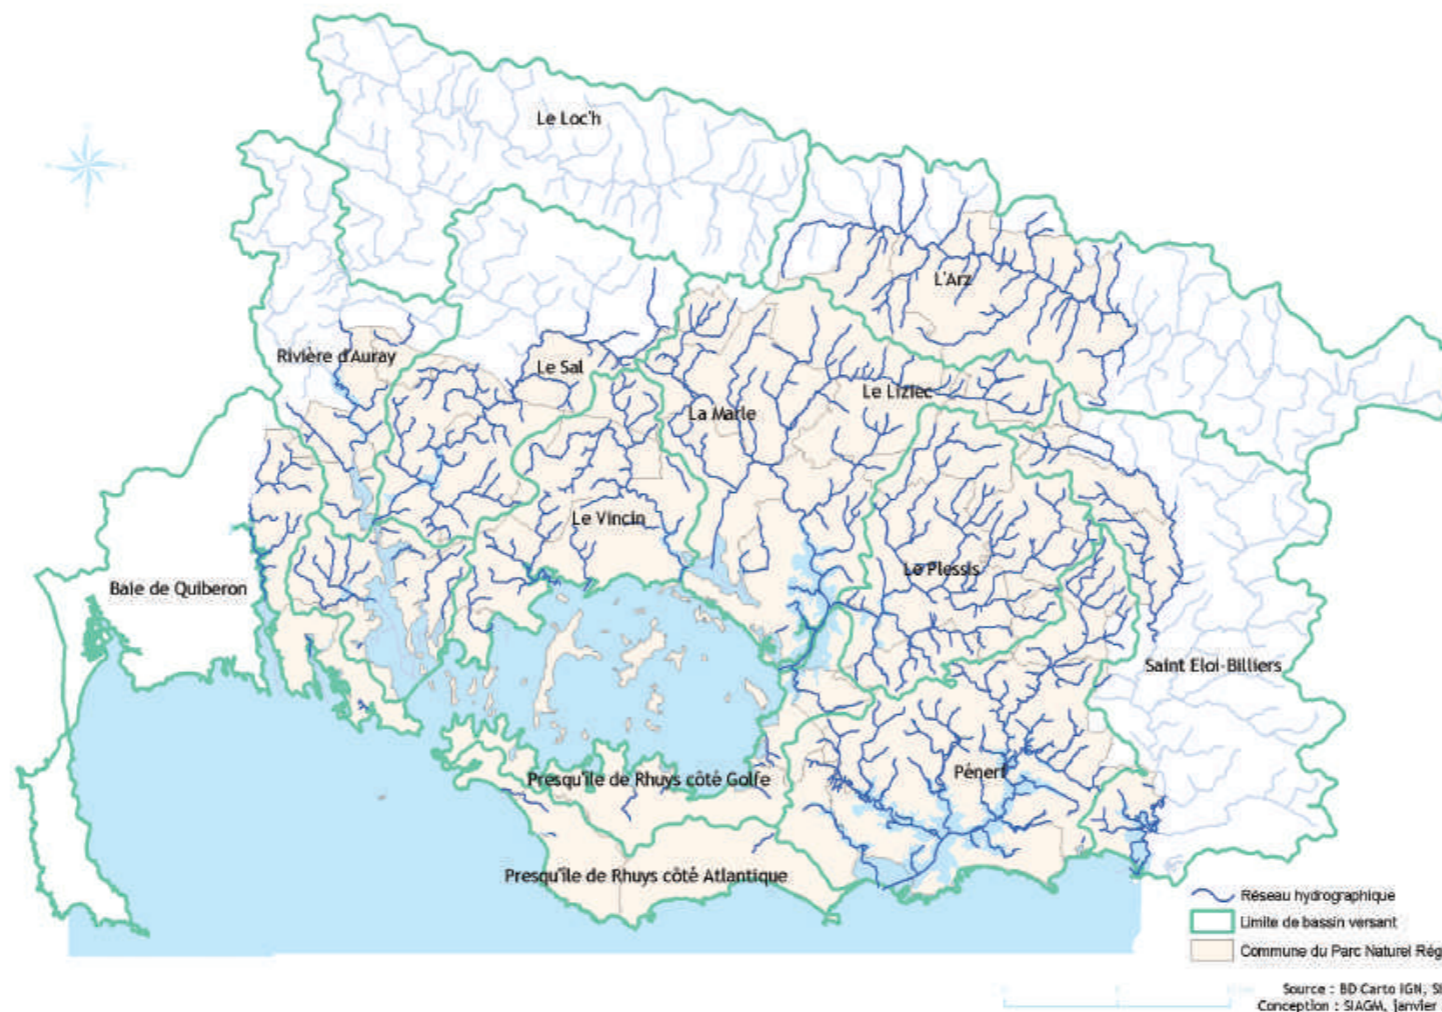 Le Loc'h
L'Arz
Rivière d'Auray
Le Sal
Le Liziec
La Marle
Le Vincin
Le Plessis
Baie de Quiberon
Saint Eloi-Billiers
Pénerf
Presqu'île de Rhuys côté Golfe
Presqu'île de Rhuys côté Atlantique
Réseau hydrographique
Limite de bassin versant
Commune du Parc Naturel Rég
Source : BD Carto IGN, SI
Conception : SIAGM, janvier